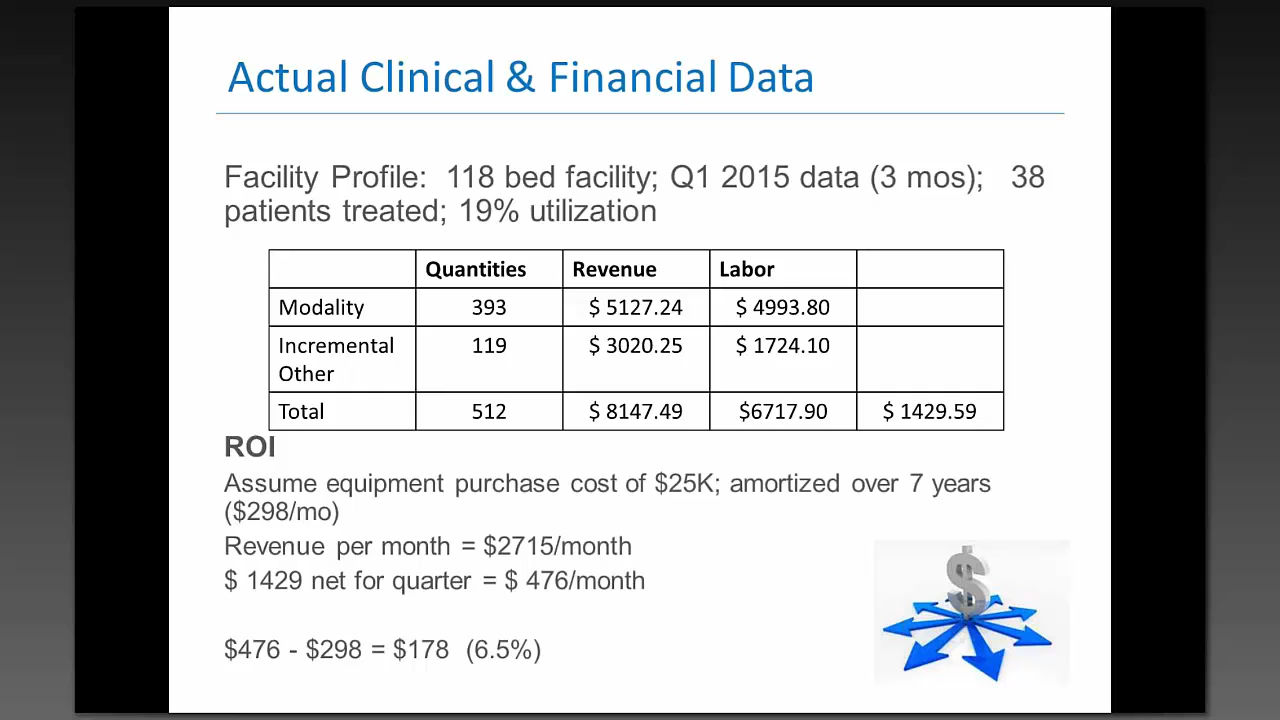 Actual Clinical & Financial Data
Facility Profile: 118 bed facility; Q1 2015 data (3 mos); 38
patients treated; 19% utilization
Quantities Revenue Labor
Modality 393 $ 5127.24 $ 4993.80
Incremental Other 119 $ 3020.25 $ 1724.10
Total 512 $ 8147.49 $6717.90 $ 1429.59
ROI
Assume equipment purchase cost of $25K; amortized over 7 years
($298/mo)
Revenue per month = $2715/month
$ 1429 net for quarter = $ 476/month
$476 - $298 = $178 (6.5%)
$